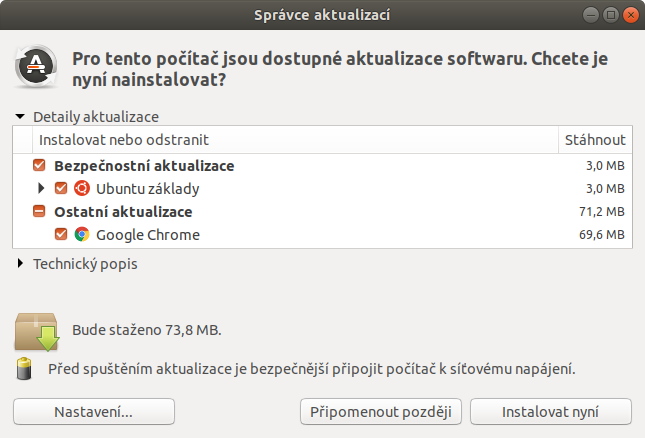 Správce aktualizací
Pro tento počítač jsou dostupné aktualizace softwaru. Chcete je
nyní nainstalovat?
Detaily aktualizace
Instalovat nebo odstranit Stáhnout
Bezpečnostní aktualizace 3,0 MB
Ubuntu základy 3,0 MB
Ostatní aktualizace 71,2 MB
Google Chrome 69,6 MB
Technický popis
Bude staženo 73,8 MB.
Před spuštěním aktualizace je bezpečnější připojit počítač k síťovému napájení.
Nastavení... Připomenout později Instalovat nyní